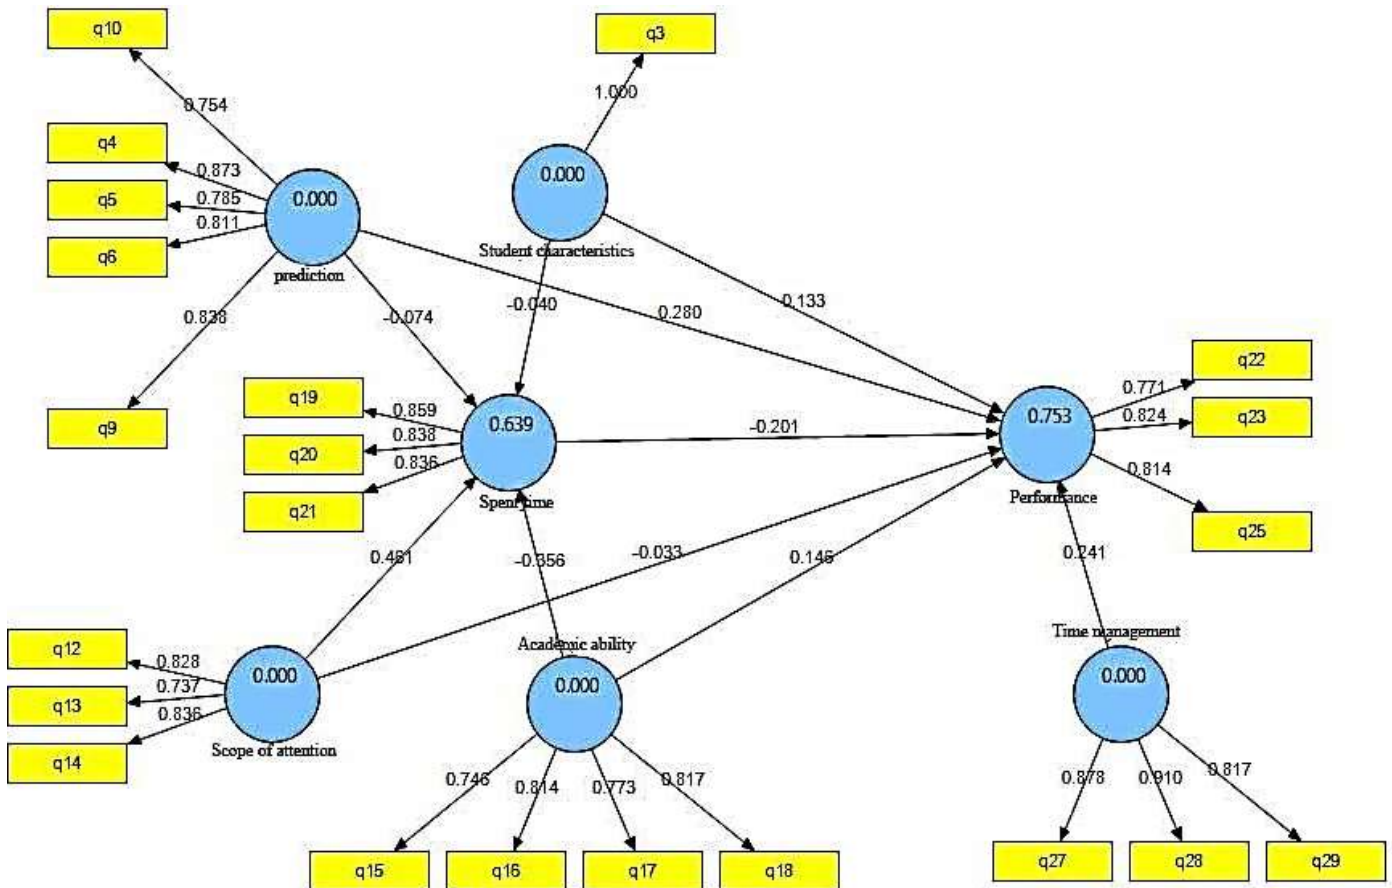 q10
q3
0.754
1.000
q4
0.873
q5
0.785
q6
0.811
0.000
prediction
0.000
Student characteristics
0.838
-0.074
-0.040
0.280
0.133
q9
q19
0.859
q20
0.838
q21
0.836
0.639
Spent time
-0.201
0.753
Performance
0.771
q22
0.824
q23
0.814
q25
0.481
-0.356
-0.033
0.146
0.241
q12
0.828
q13
0.737
q14
0.836
0.000
Scope of attention
Academic ability
0.000
Time management
0.000
0.746
0.814
0.773
0.817
0.878
0.910
0.817
q15
q16
q17
q18
q27
q28
q29